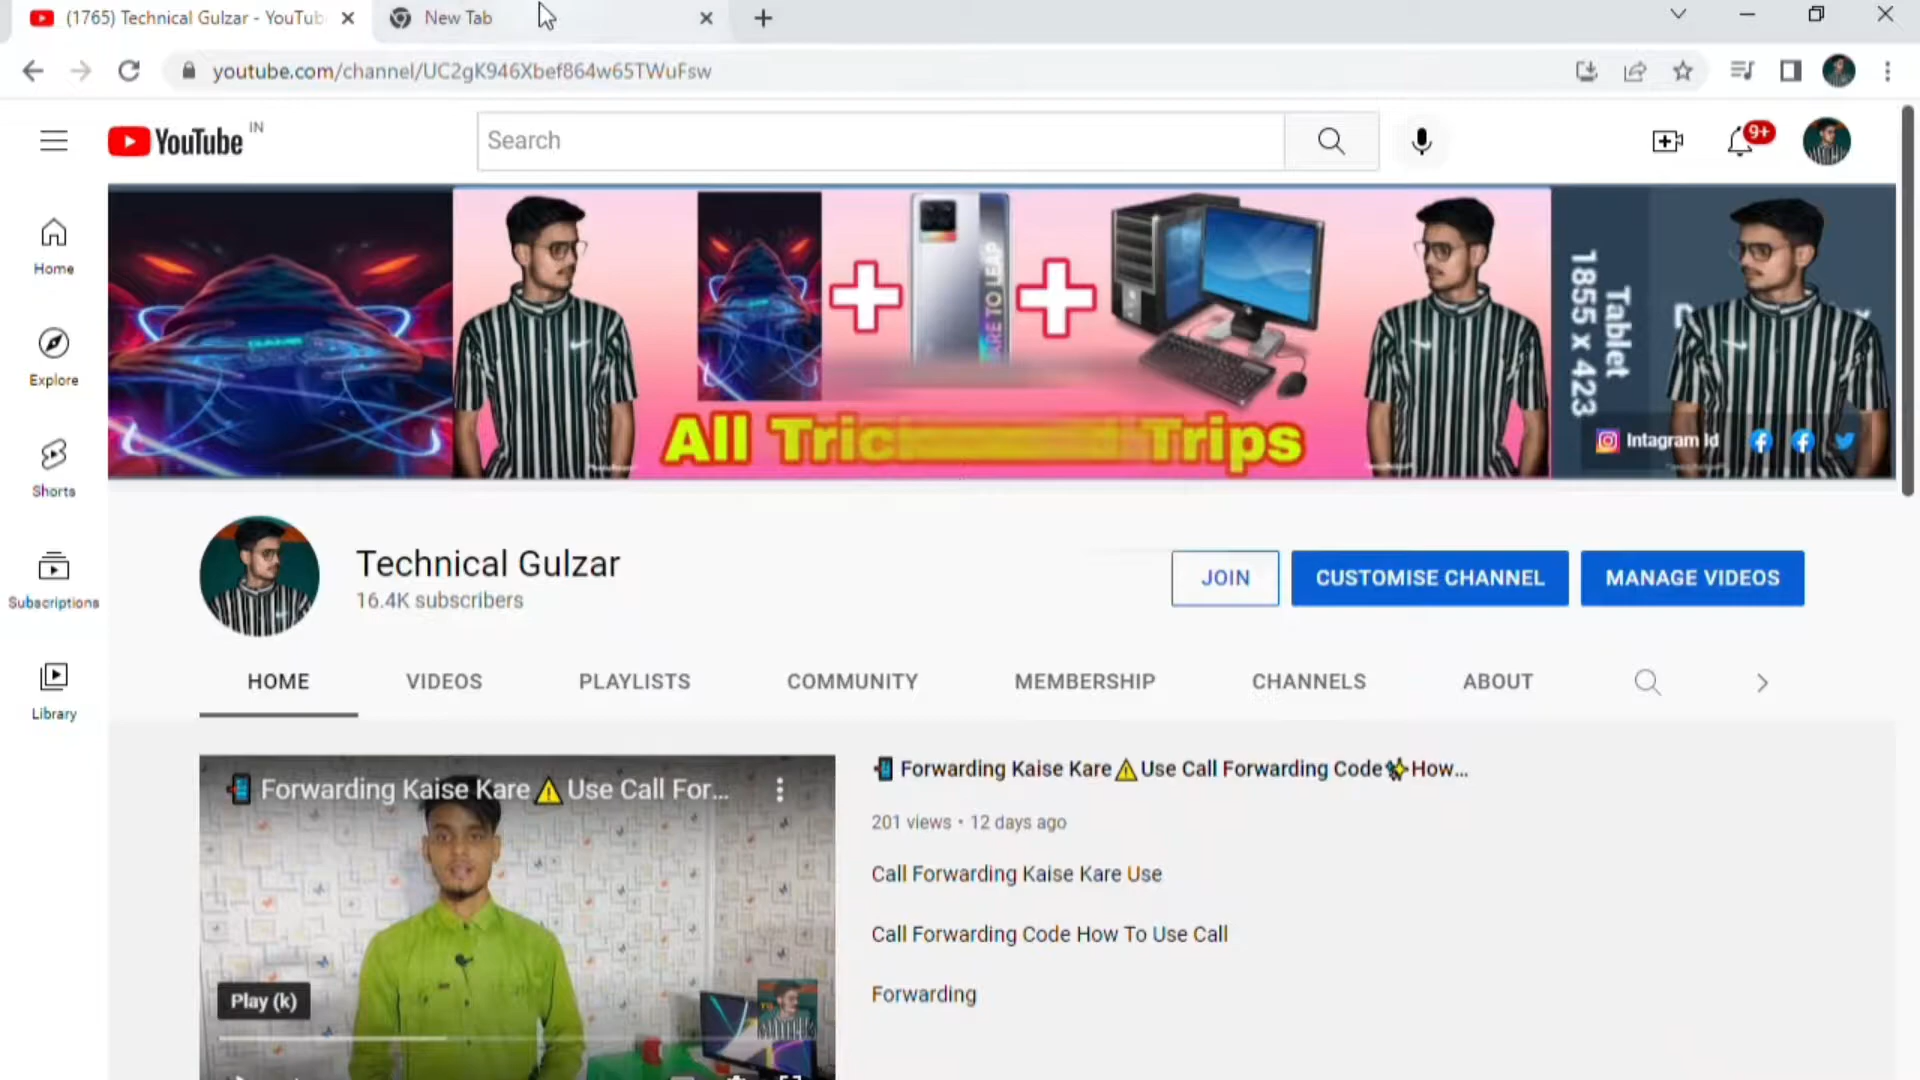 (1765) Technical Gulzar - YouTub
New Tab
youtube.com/channel/UC2gK946Xbef864w65TWuFsw
YouTube IN
Search
9+
Home
Explore
Shorts
Subscriptions
Library
ARE TO LEAP
All Tric Trips
Tablet
1855 x 423
Intagram Id
Technical Gulzar
16.4K subscribers
JOIN
CUSTOMISE CHANNEL
MANAGE VIDEOS
HOME
VIDEOS
PLAYLISTS
COMMUNITY
MEMBERSHIP
CHANNELS
ABOUT
📲 Forwarding Kaise Kare⚠️Use Call For...
Play (k)
📲 Forwarding Kaise Kare⚠️Use Call Forwarding Code✨How...
201 views • 12 days ago
Call Forwarding Kaise Kare Use
Call Forwarding Code How To Use Call
Forwarding